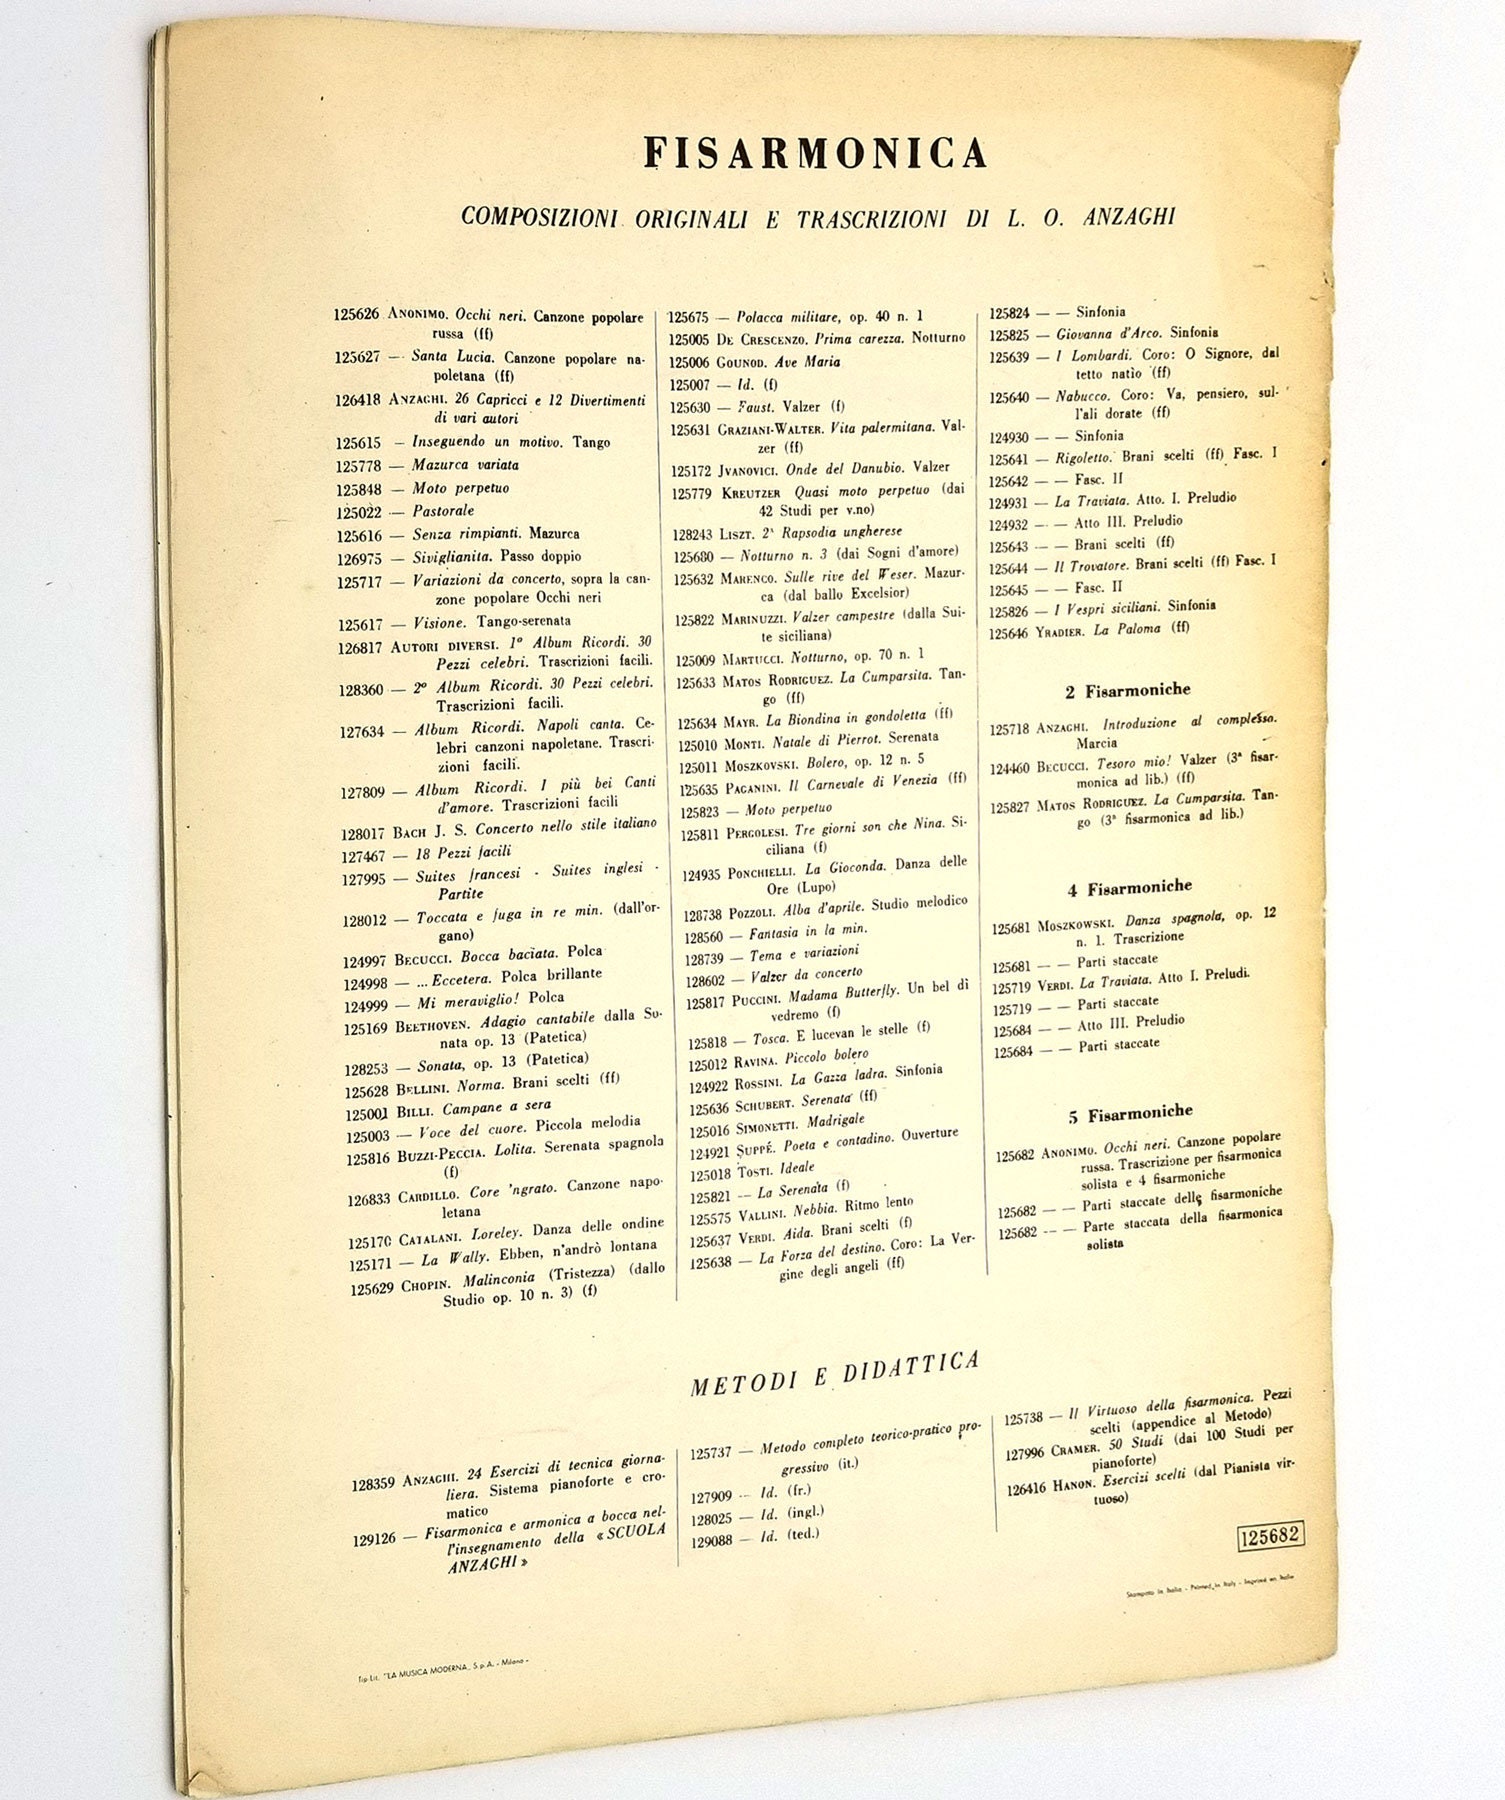 FISARMONICA
COMPOSIZIONI ORIGINALI E TRASCRIZIONI DI L. O. ANZAGHI
125626 ANONIMO. Occhi neri. Canzone popolare
russa (ff)
125627 — Santa Lucia. Canzone popolare na-
poletana (ff)
126418 ANZAGHI. 26 Capricci e 12 Divertimenti
di vari autori
125615 – Inseguendo un motivo. Tango
125778 — Mazurca variata
125848 — Moto perpetuo
125022 — Pastorale
125616 — Senza rimpianti. Mazurca
126975 — Siviglianita. Passo doppio
125717 — Variazioni da concerto, sopra la can-
zone popolare Occhi neri
125617 — Visione. Tango-serenata
126817 AUTORI DIVERSI. 1º Album Ricordi. 30
Pezzi celebri. Trascrizioni facili.
128360 — 2º Album Ricordi. 30 Pezzi celebri.
Trascrizioni facili.
127634 — Album Ricordi. Napoli canta. Ce-
lebri canzoni napoletane. Trascri-
zioni facili.
127809 — Album Ricordi. I più bei Canti
d'amore. Trascrizioni facili
128017 BACH J. S. Concerto nello stile italiano
127467 — 18 Pezzi facili
127995 — Suites francesi - Suites inglesi -
Partite
128012 — Toccata e fuga in re min. (dall'or-
gano)
124997 BECUCCI. Bocca baciata. Polca
124998 — ...Eccetera. Polca brillante
124999 — Mi meraviglio! Polca
125169 BEETHOVEN. Adagio cantabile dalla So-
nata op. 13 (Patetica)
128253 — Sonata, op. 13 (Patetica)
125628 BELLINI. Norma. Brani scelti (ff)
125001 BILLI. Campane a sera
125003 — Voce del cuore. Piccola melodia
125816 BUZZI-PECCIA. Lolita. Serenata spagnola
(f)
126833 CARDILLO. Core 'ngrato. Canzone napo-
letana
125170 CATALANI. Loreley. Danza delle ondine
125171 — La Wally. Ebben, n'andrò lontana
125629 CHOPIN. Malinconia (Tristezza) (dallo
Studio op. 10 n. 3) (f)
125675 — Polacca militare, op. 40 n. 1
125005 DE CRESCENZO. Prima carezza. Notturno
125006 GOUNOD. Ave Maria
125007 — Id. (f)
125630 — Faust. Valzer (f)
125631 GRAZIANI-WALTER. Vita palermitana. Val-
zer (ff)
125172 JVANOVICI. Onde del Danubio. Valzer
125779 KREUTZER Quasi moto perpetuo (dai
42 Studi per v.no)
128243 LISZT. 2ª Rapsodia ungherese
125680 — Notturno n. 3 (dai Sogni d'amore)
125632 MARENCO. Sulle rive del Weser. Mazur-
ca (dal ballo Excelsior)
125822 MARINUZZI. Valzer campestre (dalla Sui-
te siciliana)
125009 MARTUCCI. Notturno, op. 70 n. 1
125633 MATOS RODRIGUEZ. La Cumparsita. Tan-
go (ff)
125634 MAYR. La Biondina in gondoletta (ff)
125010 MONTI. Natale di Pierrot. Serenata
125011 MOSZKOVSKI. Bolero, op. 12 n. 5
125635 PAGANINI. Il Carnevale di Venezia (ff)
125823 — Moto perpetuo
125811 PERGOLESI. Tre giorni son che Nina. Si-
ciliana (f)
124935 PONCHIELLI. La Gioconda. Danza delle
Ore (Lupo)
128738 POZZOLI. Alba d'aprile. Studio melodico
128560 — Fantasia in la min.
128739 — Tema e variazioni
128602 — Valzer da concerto
125817 PUCCINI. Madama Butterfly. Un bel dì
vedremo (f)
125818 — Tosca. E lucevan le stelle (f)
125012 RAVINA. Piccolo bolero
124922 ROSSINI. La Gazza ladra. Sinfonia
125636 SCHUBERT. Serenata (ff)
125016 SIMONETTI. Madrigale
124921 SUPPÉ. Poeta e contadino. Ouverture
125018 TOSTI. Ideale
125821 -- La Serenata (f)
125575 VALLINI. Nebbia. Ritmo lento
125637 VERDI. Aida. Brani scelti (f)
125638 — La Forza del destino. Coro: La Ver-
gine degli angeli (ff)
125824 — — Sinfonia
125825 — Giovanna d'Arco. Sinfonia
125639 — I Lombardi. Coro: O Signore, dal
tetto natìo (ff)
125640 — Nabucco. Coro: Va, pensiero, sul-
l'ali dorate (ff)
124930 — — Sinfonia
125641 — Rigoletto. Brani scelti (ff) Fasc. I
125642 — — Fasc. II
124931 — La Traviata. Atto. I. Preludio
124932 — — Atto III. Preludio
125643 — — Brani scelti (ff)
125644 — Il Trovatore. Brani scelti (ff) Fasc. I
125645 — — Fasc. II
125826 — I Vespri siciliani. Sinfonia
125646 YRADIER. La Paloma (ff)
2 Fisarmoniche
125718 ANZAGHI. Introduzione al complesso.
Marcia
124460 BECUCCI. Tesoro mio! Valzer (3ª fisar-
monica ad lib.) (ff)
125827 MATOS RODRIGUEZ. La Cumparsita. Tan-
go (3ª fisarmonica ad lib.)
4 Fisarmoniche
125681 MOSZKOWSKI. Danza spagnola, op. 12
n. 1. Trascrizione
125681 — — Parti staccate
125719 VERDI. La Traviata. Atto I. Preludi.
125719 — — Parti staccate
125684 — — Atto III. Preludio
125684 — — Parti staccate
5 Fisarmoniche
125682 ANONIMO. Occhi neri. Canzone popolare
russa. Trascrizione per fisarmonica
solista e 4 fisarmoniche
125682 — — Parti staccate delle fisarmoniche
125682 -- — Parte staccata della fisarmonica
solista
METODI E DIDATTICA
128359 ANZAGHI. 24 Esercizi di tecnica giorna-
liera. Sistema pianoforte e cro-
matico
129126 — Fisarmonica e armonica a bocca nel-
l'insegnamento della « SCUOLA
ANZAGHI »
125737 — Metodo completo teorico-pratico pro-
gressivo (it.)
127909 -- Id. (fr.)
128025 — Id. (ingl.)
129088 — Id. (ted.)
125738 — Il Virtuoso della fisarmonica. Pezzi
scelti (appendice al Metodo)
127996 CRAMER. 50 Studi (dai 100 Studi per
pianoforte)
126416 HANON. Esercizi scelti (dal Pianista vir-
tuoso)
125682
Stampato in Italia - Printed in Italy - Imprimé en Italie
Tip-Lit. "LA MUSICA MODERNA, S p A. - Milano -